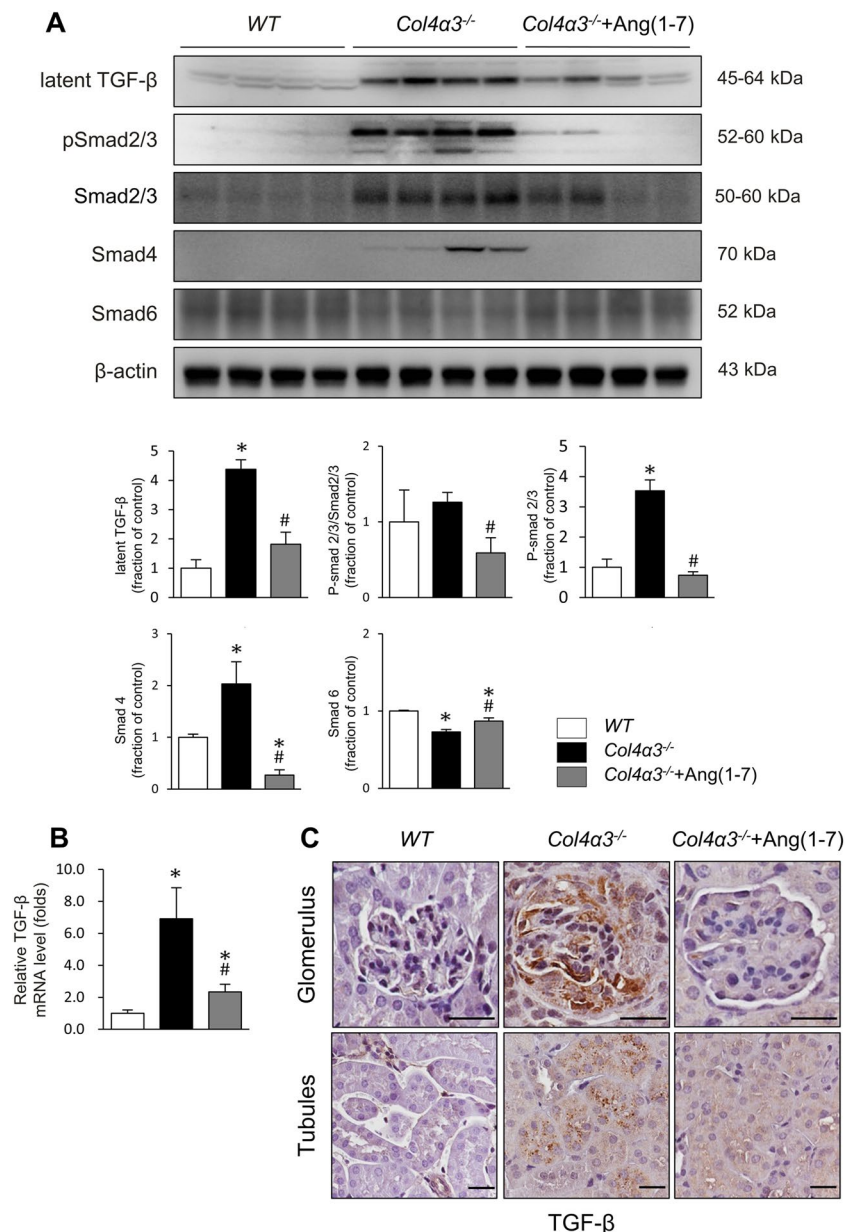 A
WT Col4α3-/- Col4α3-/-+Ang(1-7)
latent TGF-β 45-64 kDa
pSmad2/3 52-60 kDa
Smad2/3 50-60 kDa
Smad4 70 kDa
Smad6 52 kDa
β-actin 43 kDa
latent TGF-β
(fraction of control)
5
4
3
2
1
0
*
#
P-smad 2/3/Smad2/3
(fraction of control)
2
1
0
#
P-smad 2/3
(fraction of control)
5
4
3
2
1
0
*
#
Smad 4
(fraction of control)
3
2
1
0
*
*
#
Smad 6
(fraction of control)
2
1
0
*
*
#
WT
Col4α3-/-
Col4α3-/-+Ang(1-7)
B
Relative TGF-β
mRNA level (folds)
10.0
8.0
6.0
4.0
2.0
0.0
*
*
#
C
WT Col4α3-/- Col4α3-/-+Ang(1-7)
Glomerulus
Tubules
TGF-β